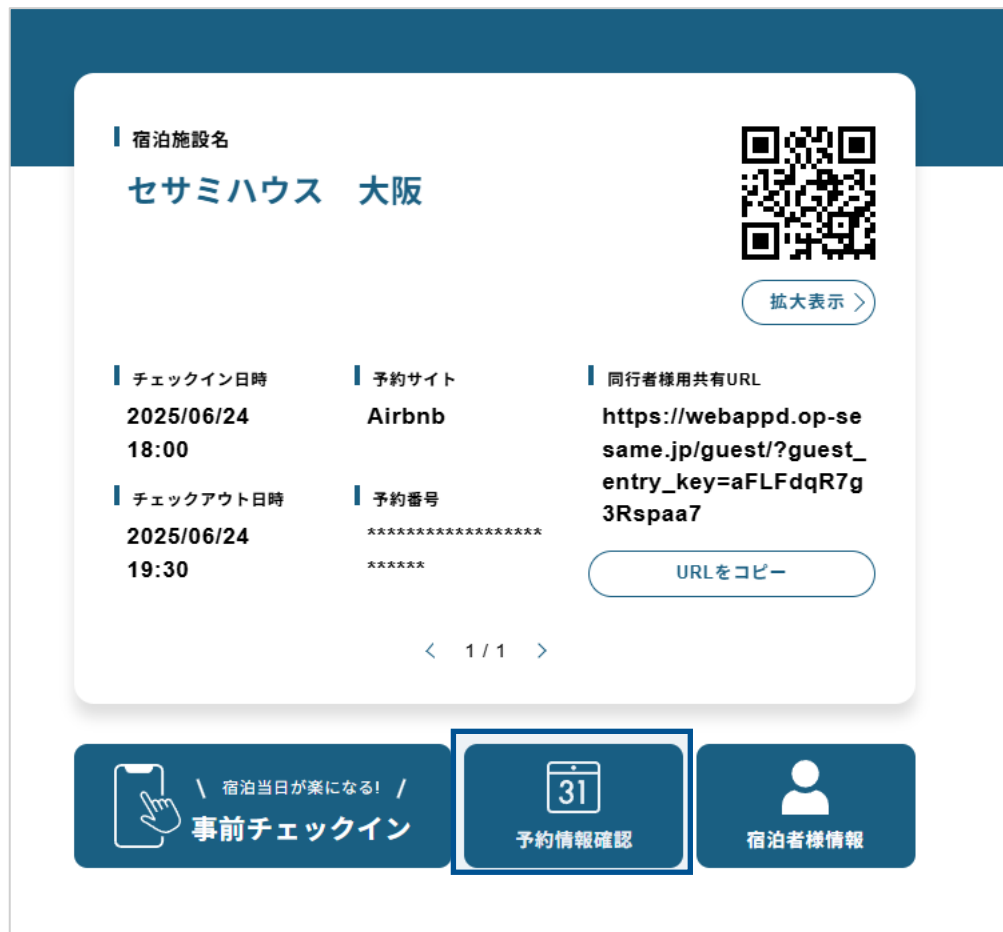 宿泊施設名
セサミハウス　大阪
拡大表示
チェックイン日時
2025/06/24
18:00
予約サイト
Airbnb
同行者様用共有URL
https://webappd.op-se
same.jp/guest/?guest_
entry_key=aFLFdqR7g
3Rspaa7
チェックアウト日時
2025/06/24
19:30
予約番号
******************
******
URLをコピー
1 / 1
\ 宿泊当日が楽になる! /
事前チェックイン
31
予約情報確認
宿泊者様情報